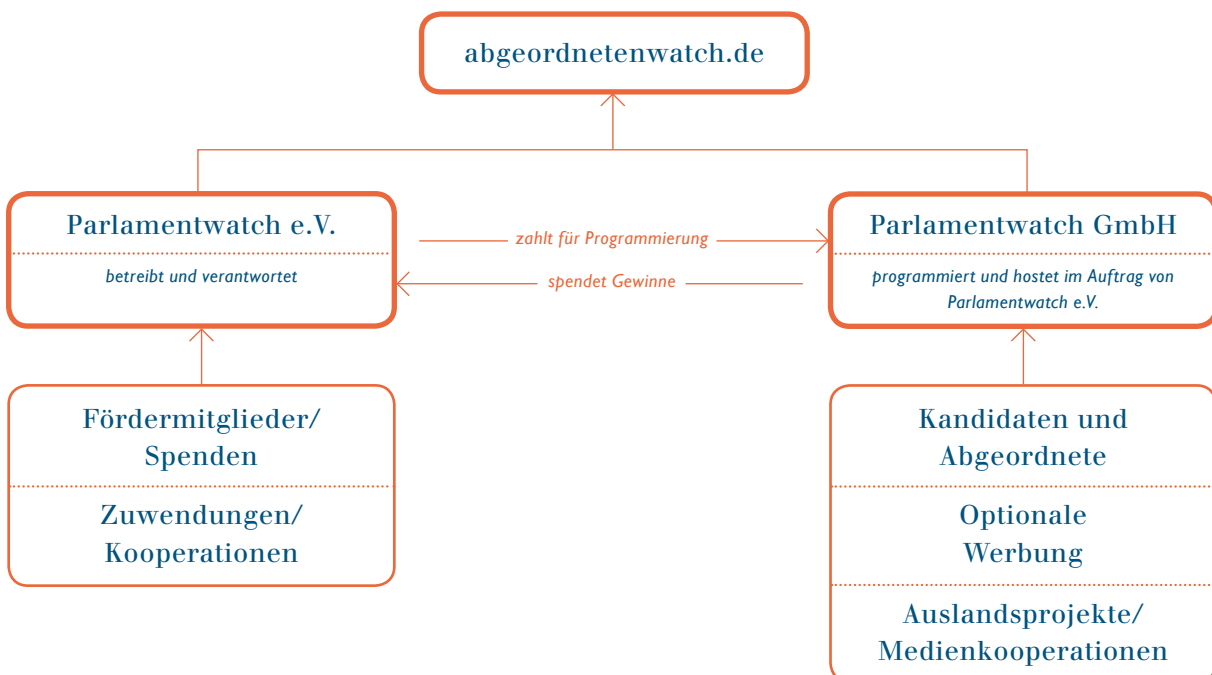 abgeordnetenwatch.de
Parlamentwatch e.V.
betreibt und verantwortet
zahlt für Programmierung
spendet Gewinne
Parlamentwatch GmbH
programmiert und hostet im Auftrag von
Parlamentwatch e.V.
Fördermitglieder/
Spenden
Zuwendungen/
Kooperationen
Kandidaten und
Abgeordnete
Optionale
Werbung
Auslandsprojekte/
Medienkooperationen